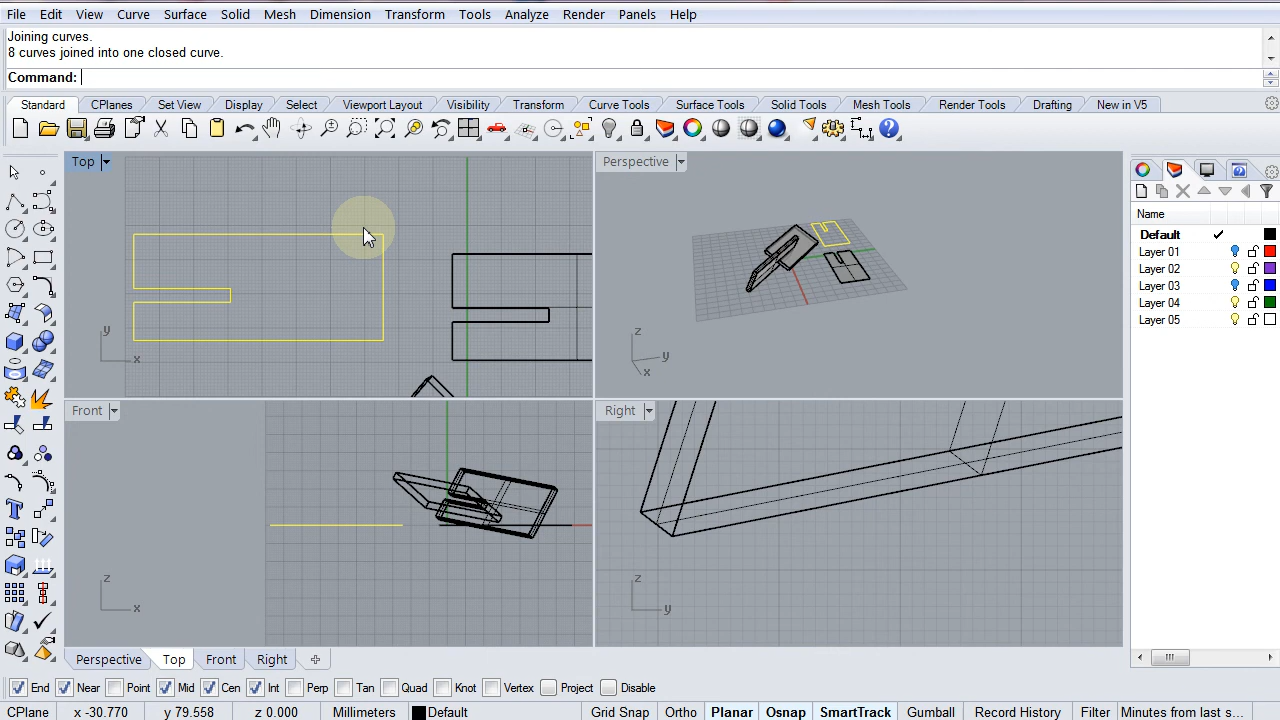 File Edit View Curve Surface Solid Mesh Dimension Transform Tools Analyze Render Panels Help
Joining curves.
8 curves joined into one closed curve.
Command:
Standard CPlanes Set View Display Select Viewport Layout Visibility Transform Curve Tools Surface Tools Solid Tools Mesh Tools Render Tools Drafting New in V5
Top
Perspective
Name
Default
Layer 01
Layer 02
Layer 03
Layer 04
Layer 05
y
x
z
y
x
Front
Right
z
x
z
y
Perspective Top Front Right
End Near Point Mid Cen Int Perp Tan Quad Knot Vertex Project Disable
CPlane x -30.770 y 79.558 z 0.000 Millimeters Default Grid Snap Ortho Planar Osnap SmartTrack Gumball Record History Filter Minutes from last s...